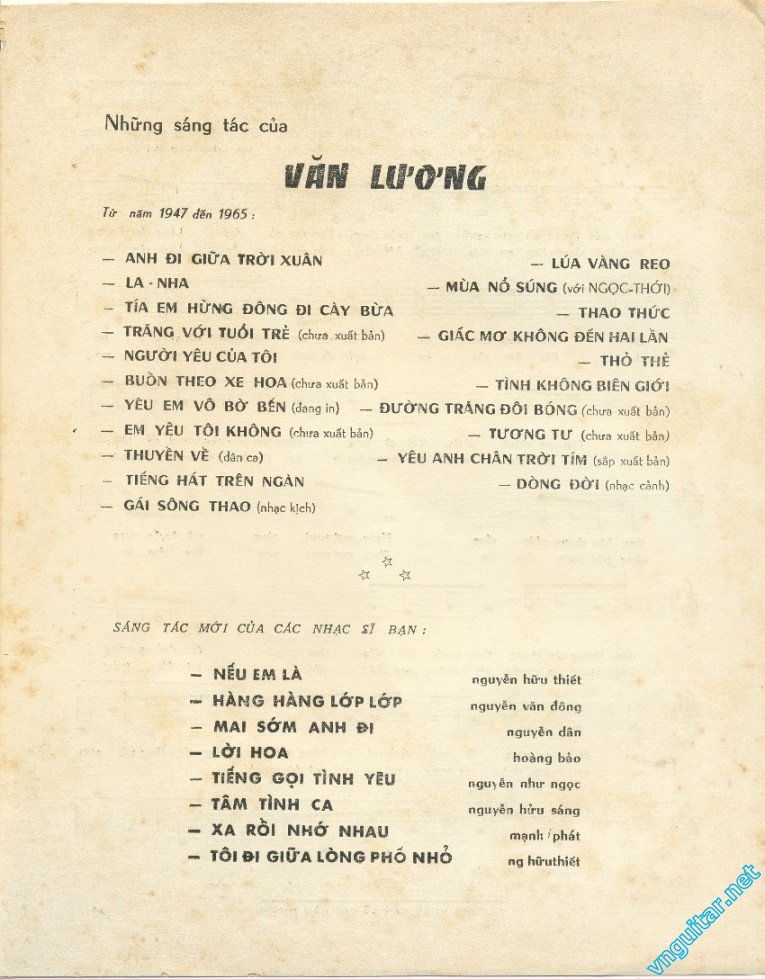 Những sáng tác của
VĂN LƯƠNG
Từ năm 1947 đến 1965 :
— ANH ĐI GIỮA TRỜI XUÂN
— LÚA VÀNG REO
— LA - NHA
— MÙA NỔ SÚNG (với NGỌC-THỚI)
— TÍA EM HỪNG ĐÔNG ĐI CÀY BỪA
— THAO THỨC
— TRĂNG VỚI TUỔI TRẺ (chưa xuất bản)
— GIẤC MƠ KHÔNG ĐẾN HAI LẦN
— NGƯỜI YÊU CỦA TÔI
— THỎ THẺ
— BUỒN THEO XE HOA (chưa xuất bản)
— TÌNH KHÔNG BIÊN GIỚI
— YÊU EM VÔ BỜ BẾN (đang in)
— ĐƯỜNG TRĂNG ĐÔI BÓNG (chưa xuất bản)
— EM YÊU TÔI KHÔNG (chưa xuất bản)
— TƯƠNG TƯ (chưa xuất bản)
— THUYỀN VỀ (dân ca)
— YÊU ANH CHÂN TRỜI TÍM (sắp xuất bản)
— TIẾNG HÁT TRÊN NGÀN
— DÒNG ĐỜI (nhạc cảnh)
— GÁI SÔNG THAO (nhạc kịch)
SÁNG TÁC MỚI CỦA CÁC NHẠC SĨ BẠN :
— NẾU EM LÀ nguyễn hữu thiết
— HÀNG HÀNG LỚP LỚP nguyễn văn đông
— MAI SỚM ANH ĐI nguyễn dân
— LỜI HOA hoàng bảo
— TIẾNG GỌI TÌNH YÊU nguyễn như ngọc
— TÂM TÌNH CA nguyễn hửu sáng
— XA RỒI NHỚ NHAU mạnh phát
— TÔI ĐI GIỮA LÒNG PHỐ NHỎ ng hữuthiết
vnguitar.net